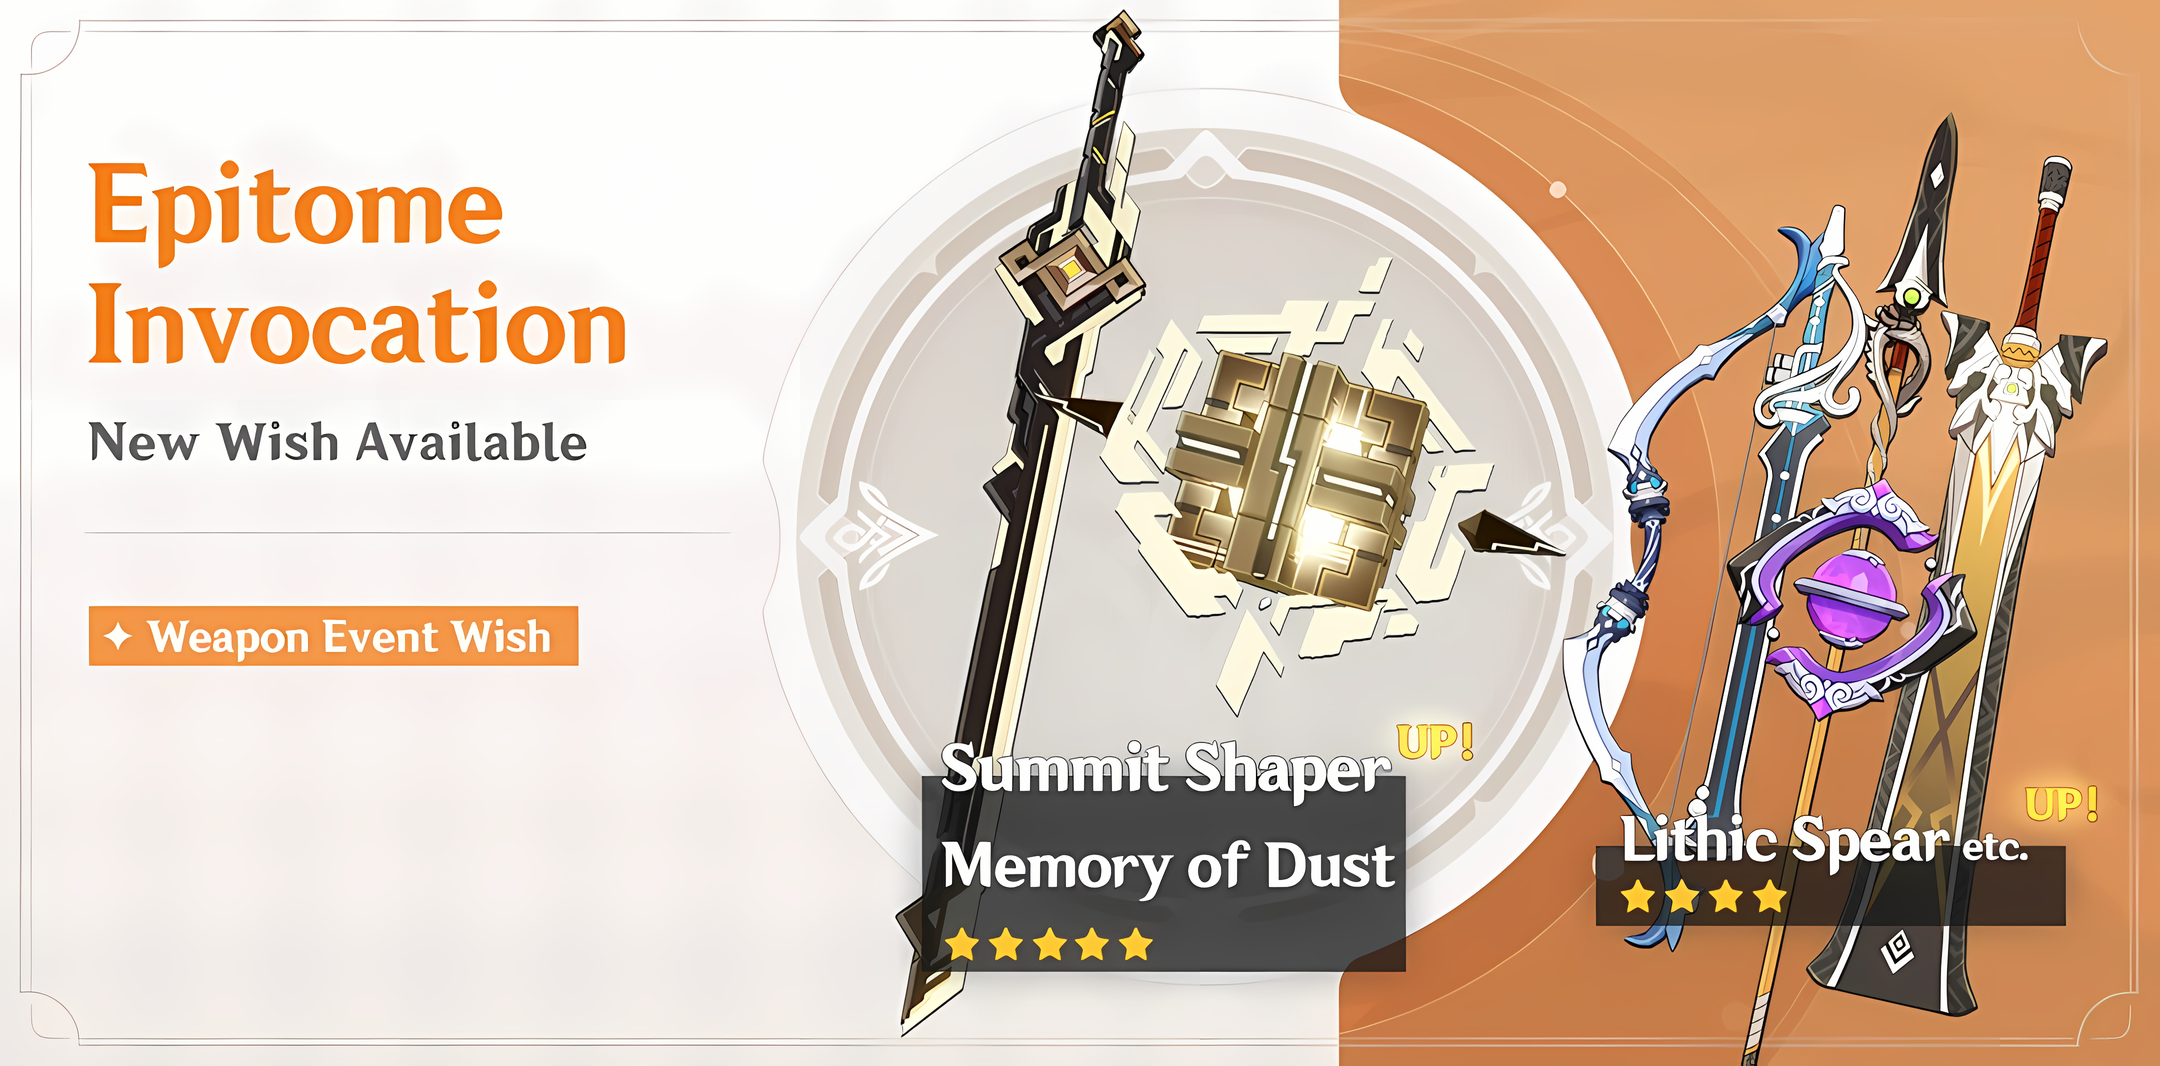 Epitome
Invocation
New Wish Available
Weapon Event Wish
Summit Shaper UP!
Memory of Dust
Lithic Spear etc. UP!